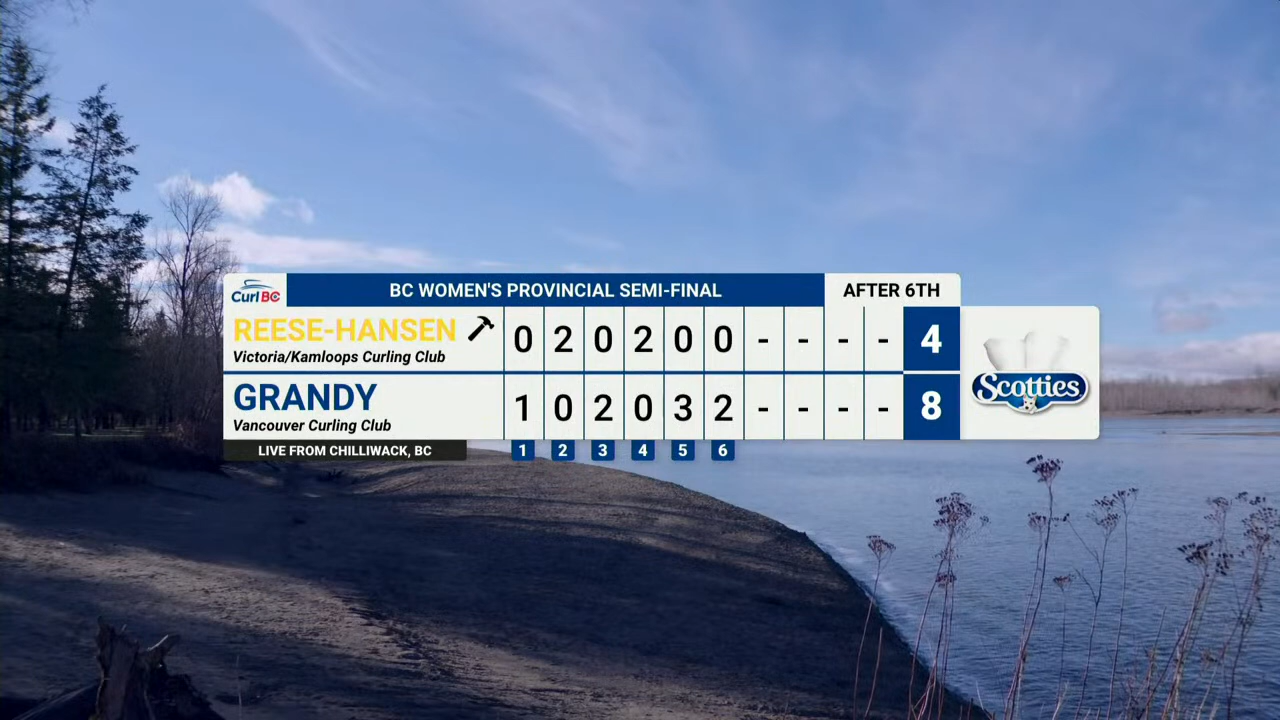 Curl BC BC WOMEN'S PROVINCIAL SEMI-FINAL AFTER 6TH
REESE-HANSEN 0 2 0 2 0 0 - - - - 4
Victoria/Kamloops Curling Club
Scotties
GRANDY 1 0 2 0 3 2 - - - - 8
Vancouver Curling Club
LIVE FROM CHILLIWACK, BC 1 2 3 4 5 6